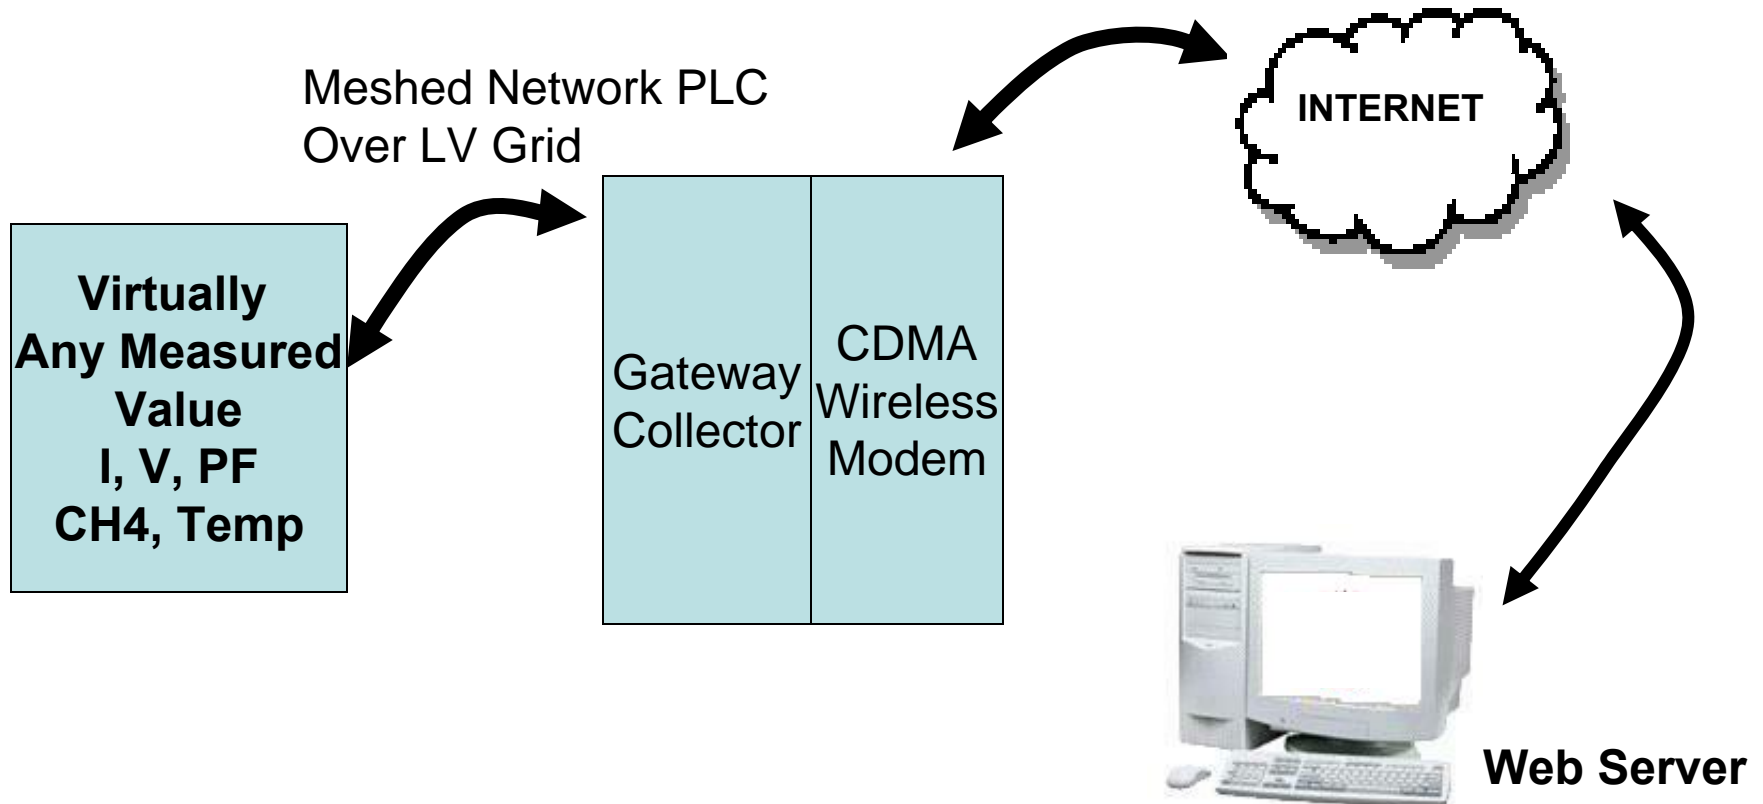 Meshed Network PLC
Over LV Grid
Virtually
Any Measured
Value
I, V, PF
CH4, Temp
Gateway
Collector
CDMA
Wireless
Modem
INTERNET
Web Server